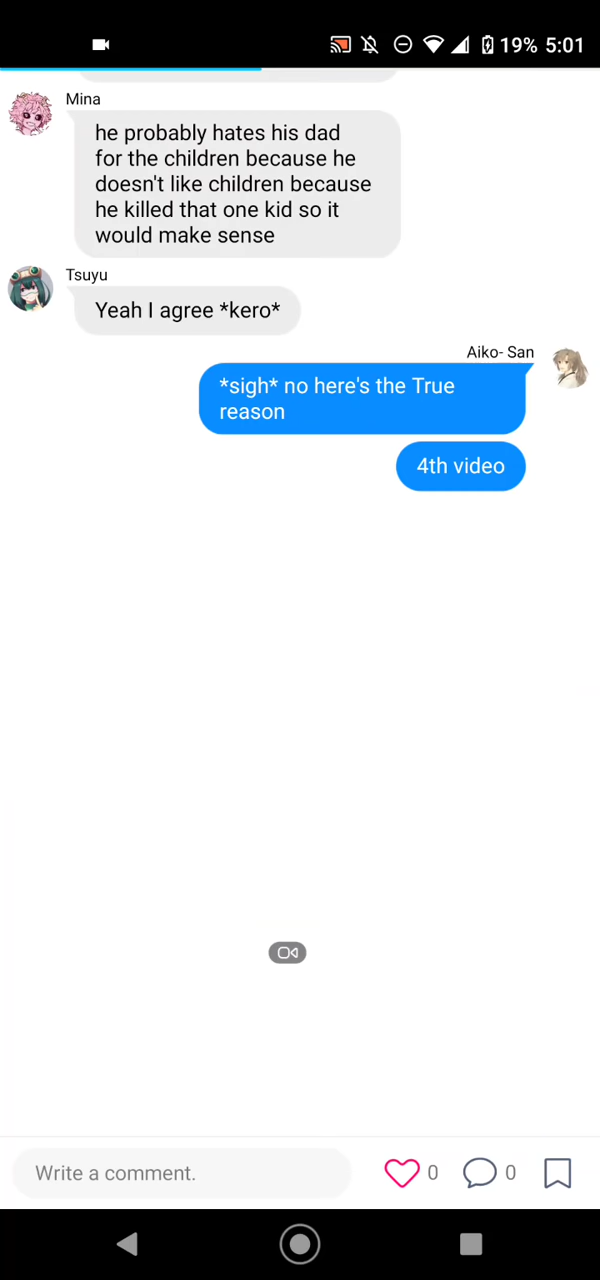 19% 5:01
Mina
he probably hates his dad
for the children because he
doesn't like children because
he killed that one kid so it
would make sense
Tsuyu
Yeah I agree *kero*
Aiko- San
*sigh* no here's the True
reason
4th video
Write a comment.
0
0